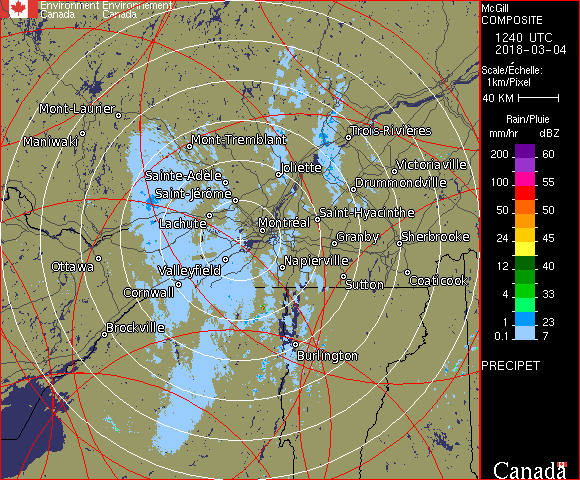 Environment Environnement
Canada Canada
McGill
COMPOSITE
1240 UTC
2018-03-04
Scale/Échelle:
1km/Pixel
40 KM
Rain/Pluie
mm/hr dBZ
200 60
100 55
50 50
24 45
12 40
4 33
1 23
0.1 7
PRECIPET
Canada
Mont-Laurier
Maniwaki
Mont-Tremblant
Trois-Rivières
Sainte-Adèle
Joliette
Victoriaville
Saint-Jérôme
Drummondville
Lachute
Montréal
Saint-Hyacinthe
Granby
Sherbrooke
Ottawa
Valleyfield
Napierville
Cornwall
Sutton
Coaticook
Brockville
Burlington